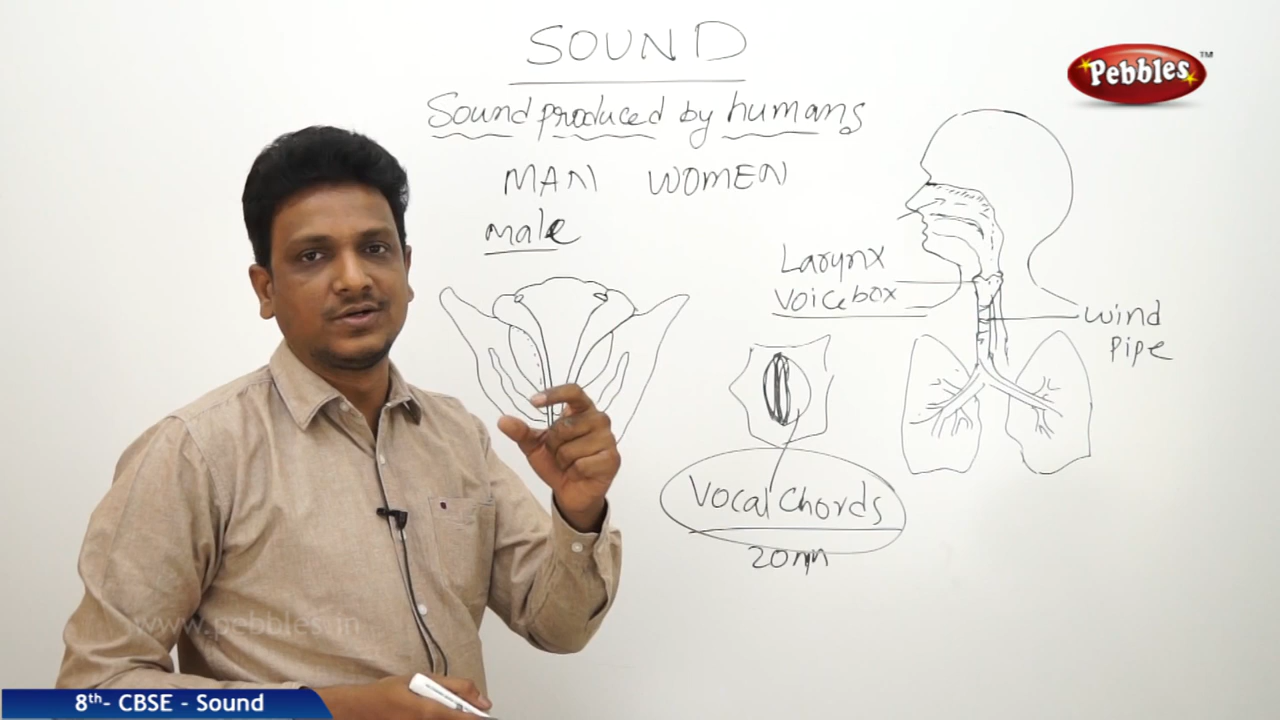 SOUND
Pebbles™
Sound produced by humans
MAN WOMEN
male
Larynx
Voicebox
wind
pipe
Vocal Chords
20mm
www.pebbles.in
8th- CBSE - Sound